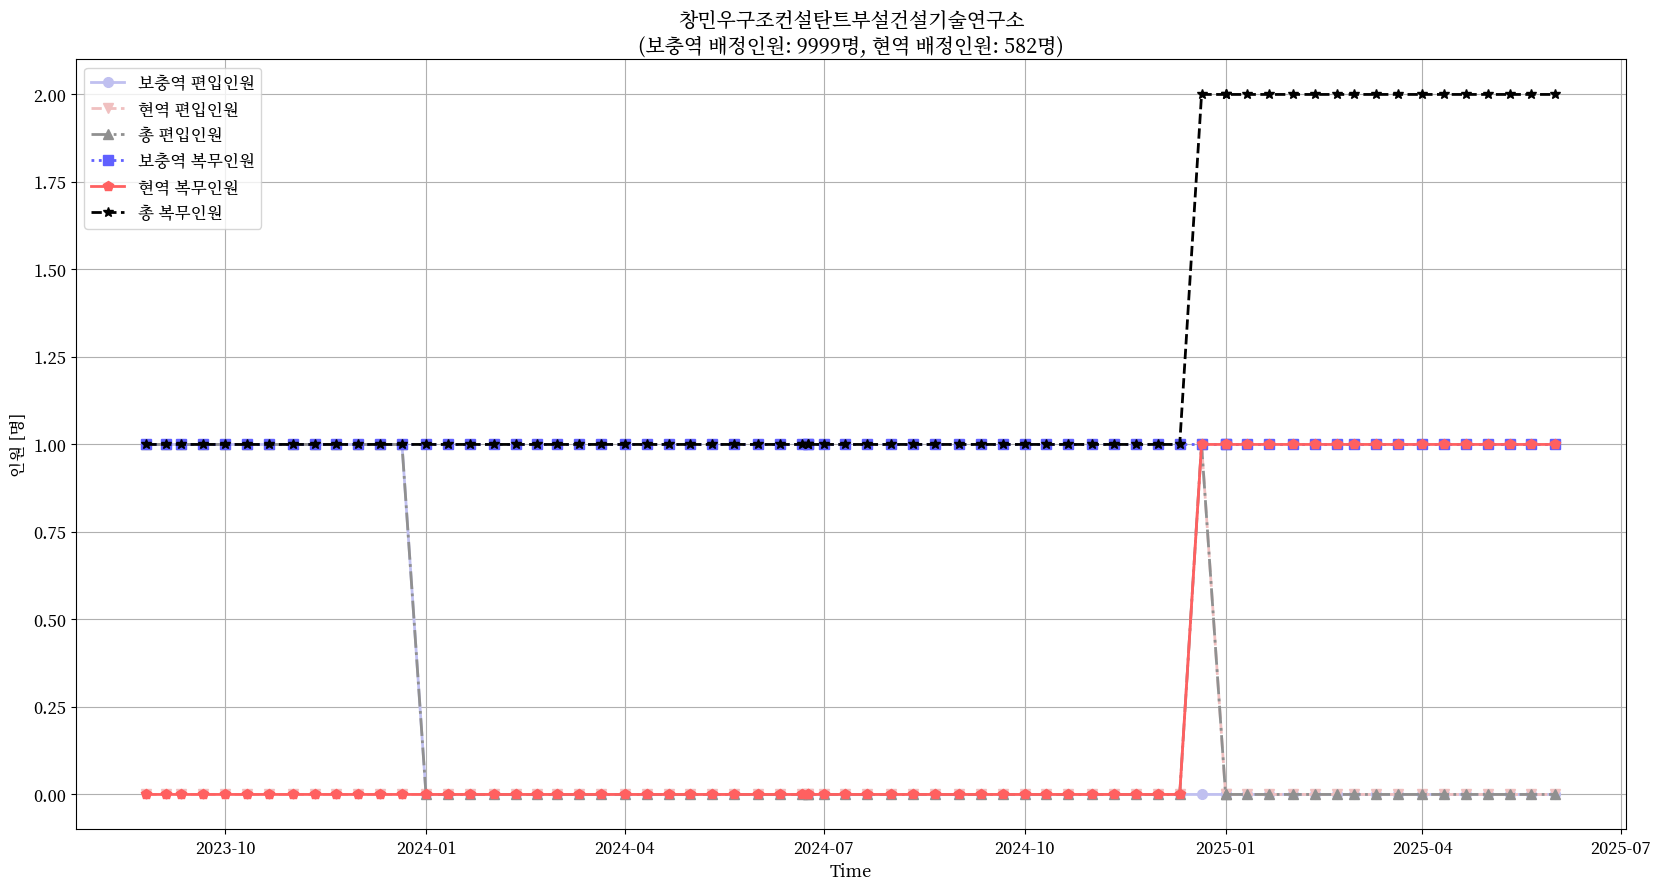 창민우구조컨설탄트부설건설기술연구소
(보충역 배정인원: 9999명, 현역 배정인원: 582명)
보충역 편입인원
현역 편입인원
총 편입인원
보충역 복무인원
현역 복무인원
총 복무인원
인원 [명]
2.00
1.75
1.50
1.25
1.00
0.75
0.50
0.25
0.00
2023-10
2024-01
2024-04
2024-07
2024-10
2025-01
2025-04
2025-07
Time